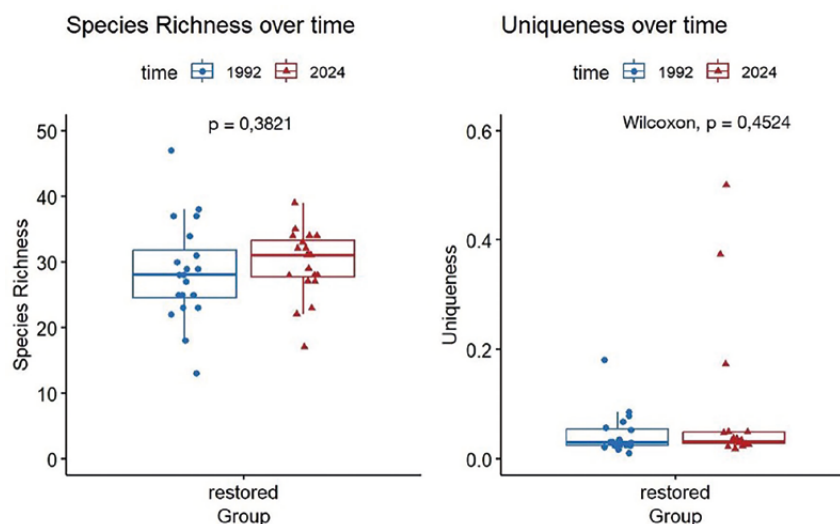 Species Richness over time
time 1992 2024
p = 0,3821
50
40
30
20
10
0
Species Richness
restored
Group
Uniqueness over time
time 1992 2024
Wilcoxon, p = 0,4524
0.6
0.4
0.2
0.0
Uniqueness
restored
Group